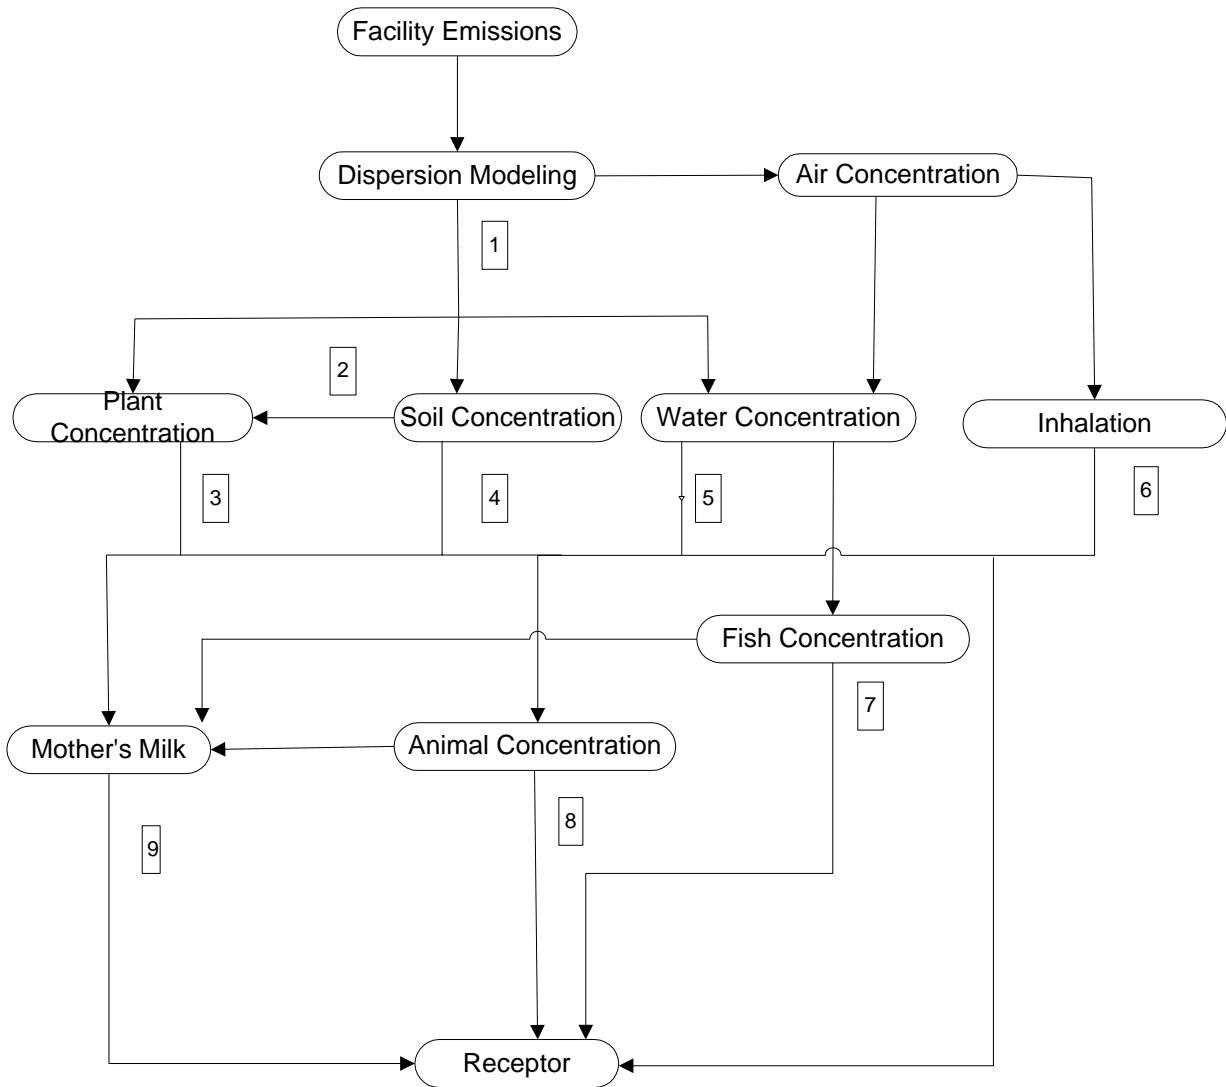 Facility Emissions
Dispersion Modeling
Air Concentration
1
2
Plant
Concentration
Soil Concentration
Water Concentration
Inhalation
3
4
5
6
Fish Concentration
7
Mother's Milk
Animal Concentration
8
9
Receptor